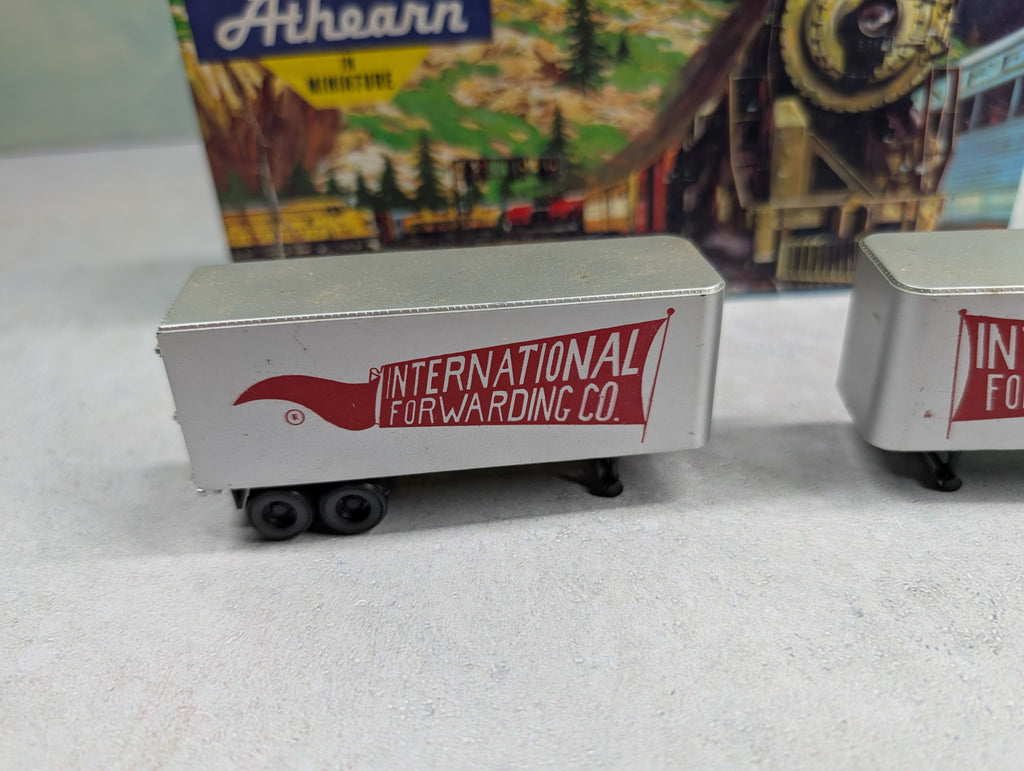 Athearn
IN
MINIATURE
INTERNATIONAL
FORWARDING CO.
®
IN
FO